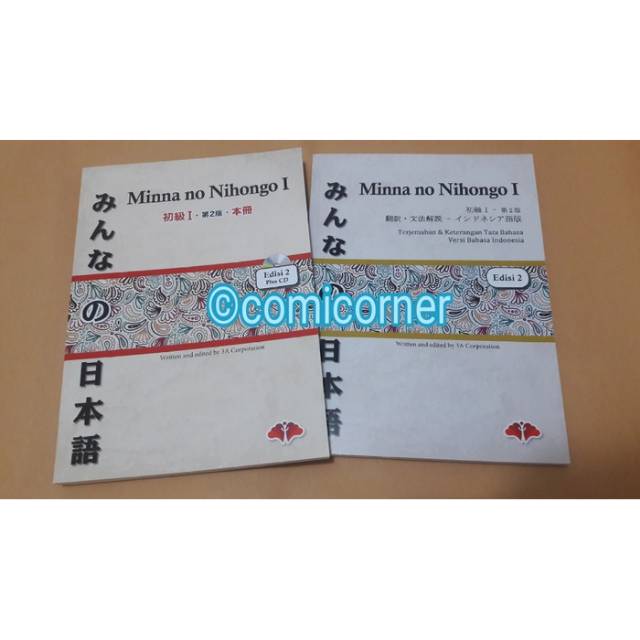 みんなの日本語
Minna no Nihongo I
初級 I・第2版・本冊
Edisi 2
Plus CD
Written and edited by 3A Corporation
みんなの日本語
Minna no Nihongo I
初級 I - 第2版
翻訳・文法解説 - インドネシア語版
Terjemahan & Keterangan Tata Bahasa
Versi Bahasa Indonesia
Edisi 2
Written and edited by 3A Corporation
©comicorner
©comicorner